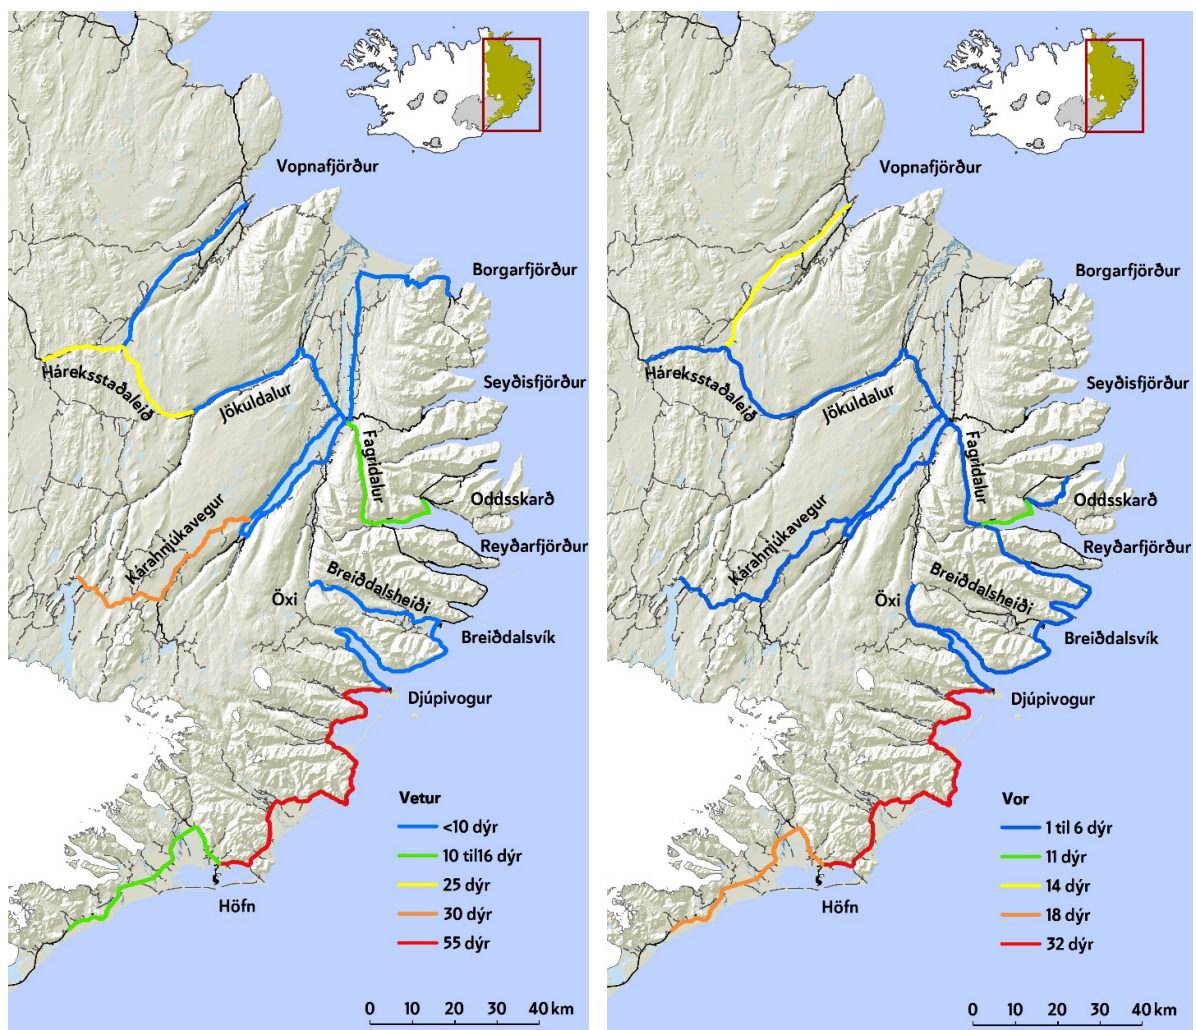 Vopnafjörður
Borgarfjörður
Háreksstaðaleið
Seyðisfjörður
Jökuldalur
Fagridalur
Oddsskarð
Kárahnjúkavegur
Reyðarfjörður
Breiðdalsheiði
Öxi
Breiðdalsvík
Djúpivogur
Vetur
<10 dýr
10 til16 dýr
25 dýr
30 dýr
55 dýr
Höfn
0 10 20 40 km
Vopnafjörður
Borgarfjörður
Háreksstaðaleið
Seyðisfjörður
Jökuldalur
Fagridalur
Oddsskarð
Kárahnjúkavegur
Reyðarfjörður
Breiðdalsheiði
Öxi
Breiðdalsvík
Djúpivogur
Vor
1 til 6 dýr
11 dýr
14 dýr
18 dýr
32 dýr
Höfn
0 10 20 40 km